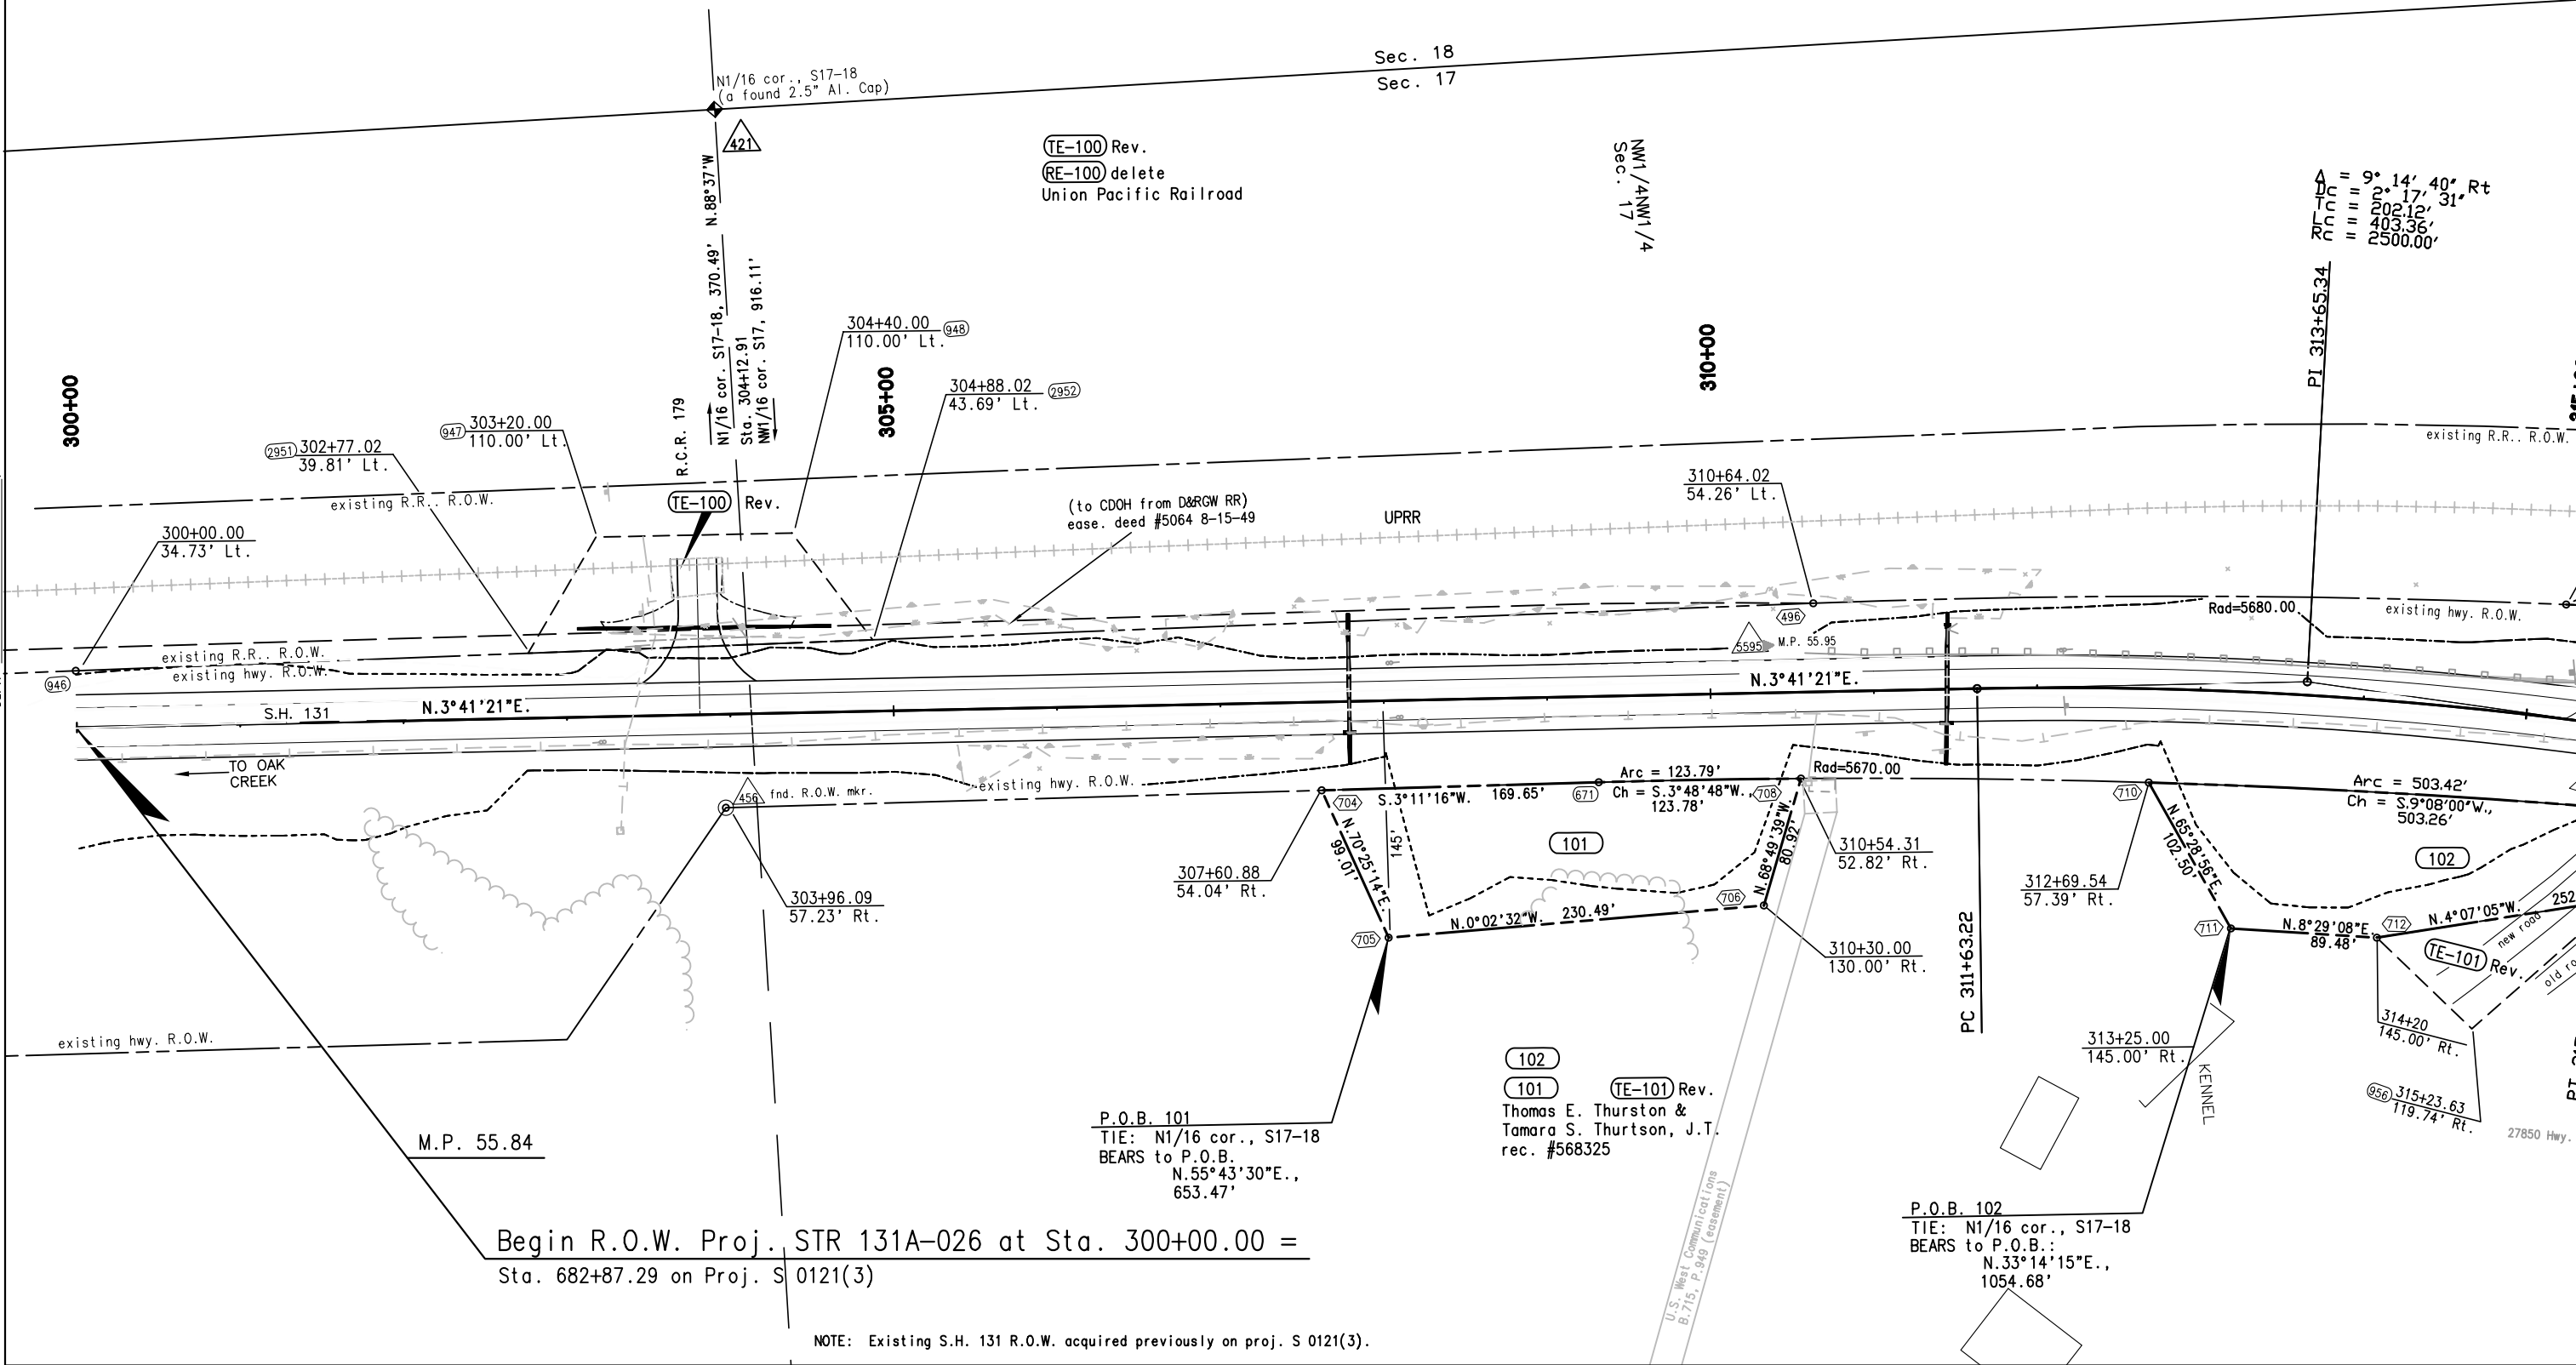 Sec. 18
Sec. 17
N1/16 cor., S17-18
(a found 2.5" Al. Cap)
421
TE-100 Rev.
RE-100 delete
Union Pacific Railroad
NW1/4NW1/4
Sec. 17
Δ = 9° 14' 40" Rt
Dc = 2° 17' 31"
Tc = 202.12'
Lc = 403.36'
Rc = 2500.00'
PI 313+65.34
N.88°37'W
N1/16 cor. S17-18, 370.49'
Sta. 304+12.91
NW1/16 cor. S17, 916.11'
R.C.R. 179
300+00
305+00
310+00
304+40.00 948
110.00' Lt.
304+88.02 2952
43.69' Lt.
947 303+20.00
110.00' Lt.
2951 302+77.02
39.81' Lt.
existing R.R.. R.O.W.
existing R.R.. R.O.W.
TE-100 Rev.
(to CDOH from D&RGW RR)
ease. deed #5064 8-15-49
UPRR
310+64.02
54.26' Lt.
300+00.00
34.73' Lt.
496
Rad=5680.00
existing hwy. R.O.W.
5595
M.P. 55.95
existing R.R.. R.O.W.
existing hwy. R.O.W.
946
S.H. 131
N.3°41'21"E.
N.3°41'21"E.
TO OAK
CREEK
456
fnd. R.O.W. mkr.
existing hwy. R.O.W.
704
S.3°11'16"W. 169.65'
671
Arc = 123.79'
Ch = S.3°48'48"W.,
123.78'
708
Rad=5670.00
710
Arc = 503.42'
Ch = S.9°08'00"W.,
503.26'
N.70°25'14"E.
99.01'
145'
101
N.68°49'39"W.
80.92'
310+54.31
52.82' Rt.
N.65°28'56"E.
102.50'
102
307+60.88
54.04' Rt.
303+96.09
57.23' Rt.
312+69.54
57.39' Rt.
705
N.0°02'32"W. 230.49'
706
310+30.00
130.00' Rt.
PC 311+63.22
711
N.8°29'08"E.
89.48'
712
N.4°07'05"W. 252
new road
TE-101 Rev.
314+20
145.00' Rt.
313+25.00
145.00' Rt.
KENNEL
956 315+23.63
119.74' Rt.
27850 Hwy.
existing hwy. R.O.W.
102
101 TE-101 Rev.
Thomas E. Thurston &
Tamara S. Thurtson, J.T.
rec. #568325
P.O.B. 101
TIE: N1/16 cor., S17-18
BEARS to P.O.B.
N.55°43'30"E.,
653.47'
M.P. 55.84
U.S. West Communications
B.715, P.949 (easement)
P.O.B. 102
TIE: N1/16 cor., S17-18
BEARS to P.O.B.:
N.33°14'15"E.,
1054.68'
Begin R.O.W. Proj. STR 131A-026 at Sta. 300+00.00 =
Sta. 682+87.29 on Proj. S 0121(3)
NOTE: Existing S.H. 131 R.O.W. acquired previously on proj. S 0121(3).